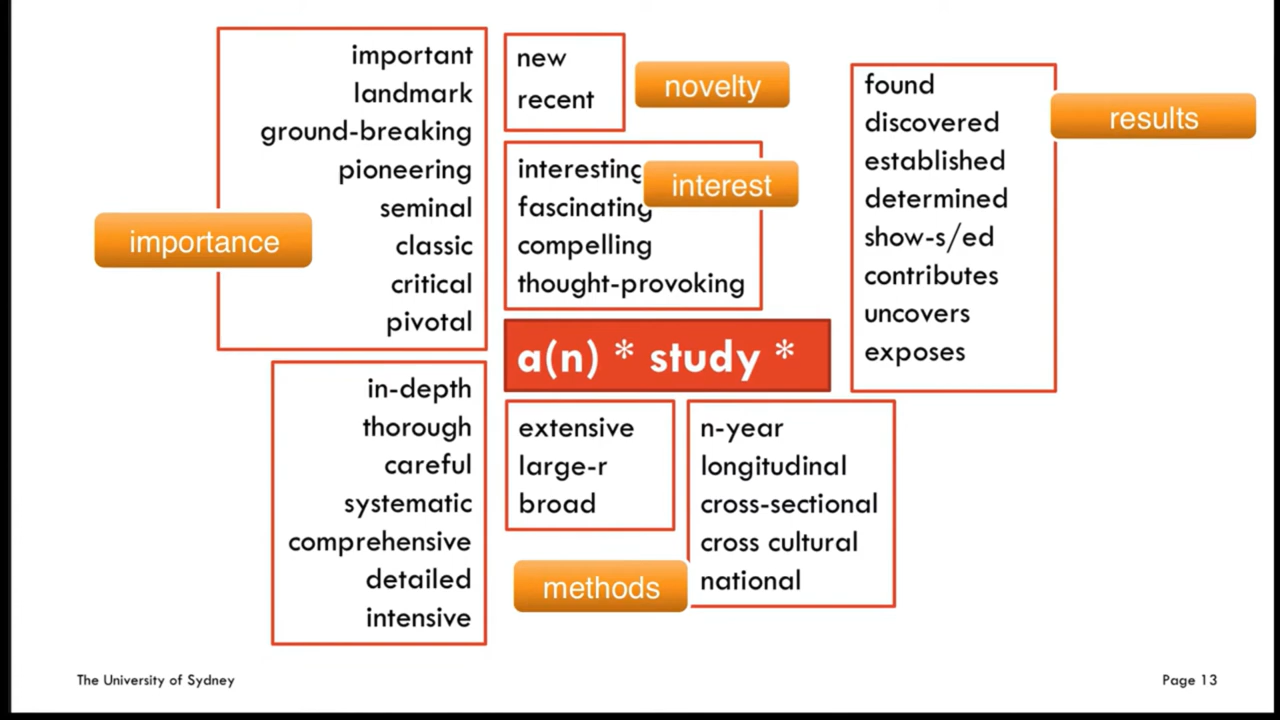 important
landmark
ground-breaking
pioneering
seminal
classic
critical
pivotal
importance
new
recent
novelty
interesting
fascinating
compelling
thought-provoking
interest
found
discovered
established
determined
show-s/ed
contributes
uncovers
exposes
results
a(n) * study *
in-depth
thorough
careful
systematic
comprehensive
detailed
intensive
extensive
large-r
broad
n-year
longitudinal
cross-sectional
cross cultural
national
methods
The University of Sydney
Page 13